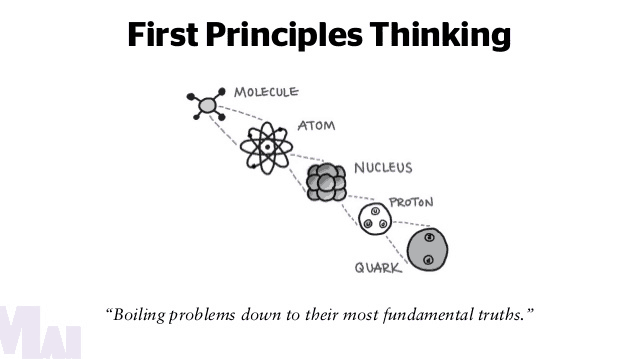 First Principles Thinking
MOLECULE
ATOM
NUCLEUS
PROTON
QUARK
“Boiling problems down to their most fundamental truths.”